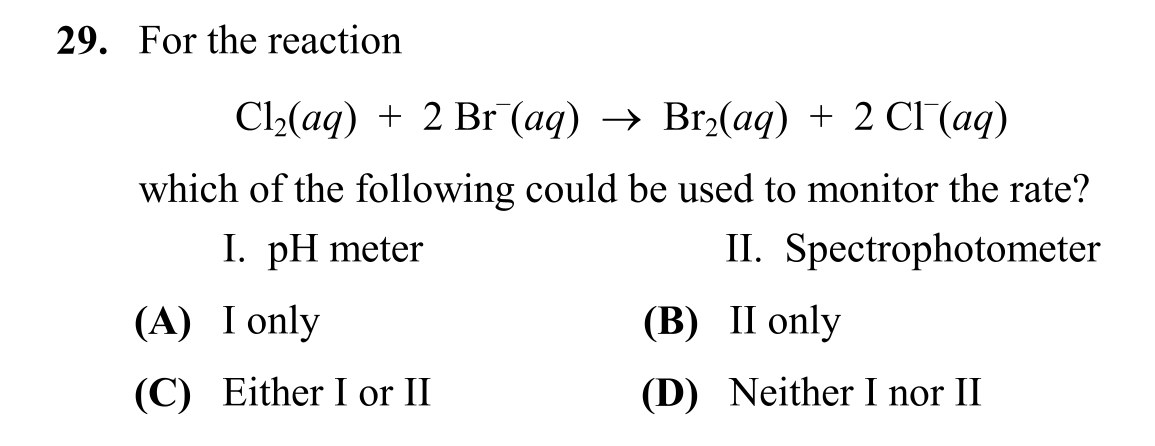 29. For the reaction
Cl₂(aq) + 2 Br⁻(aq) → Br₂(aq) + 2 Cl⁻(aq)
which of the following could be used to monitor the rate?
I. pH meter II. Spectrophotometer
(A) I only (B) II only
(C) Either I or II (D) Neither I nor II